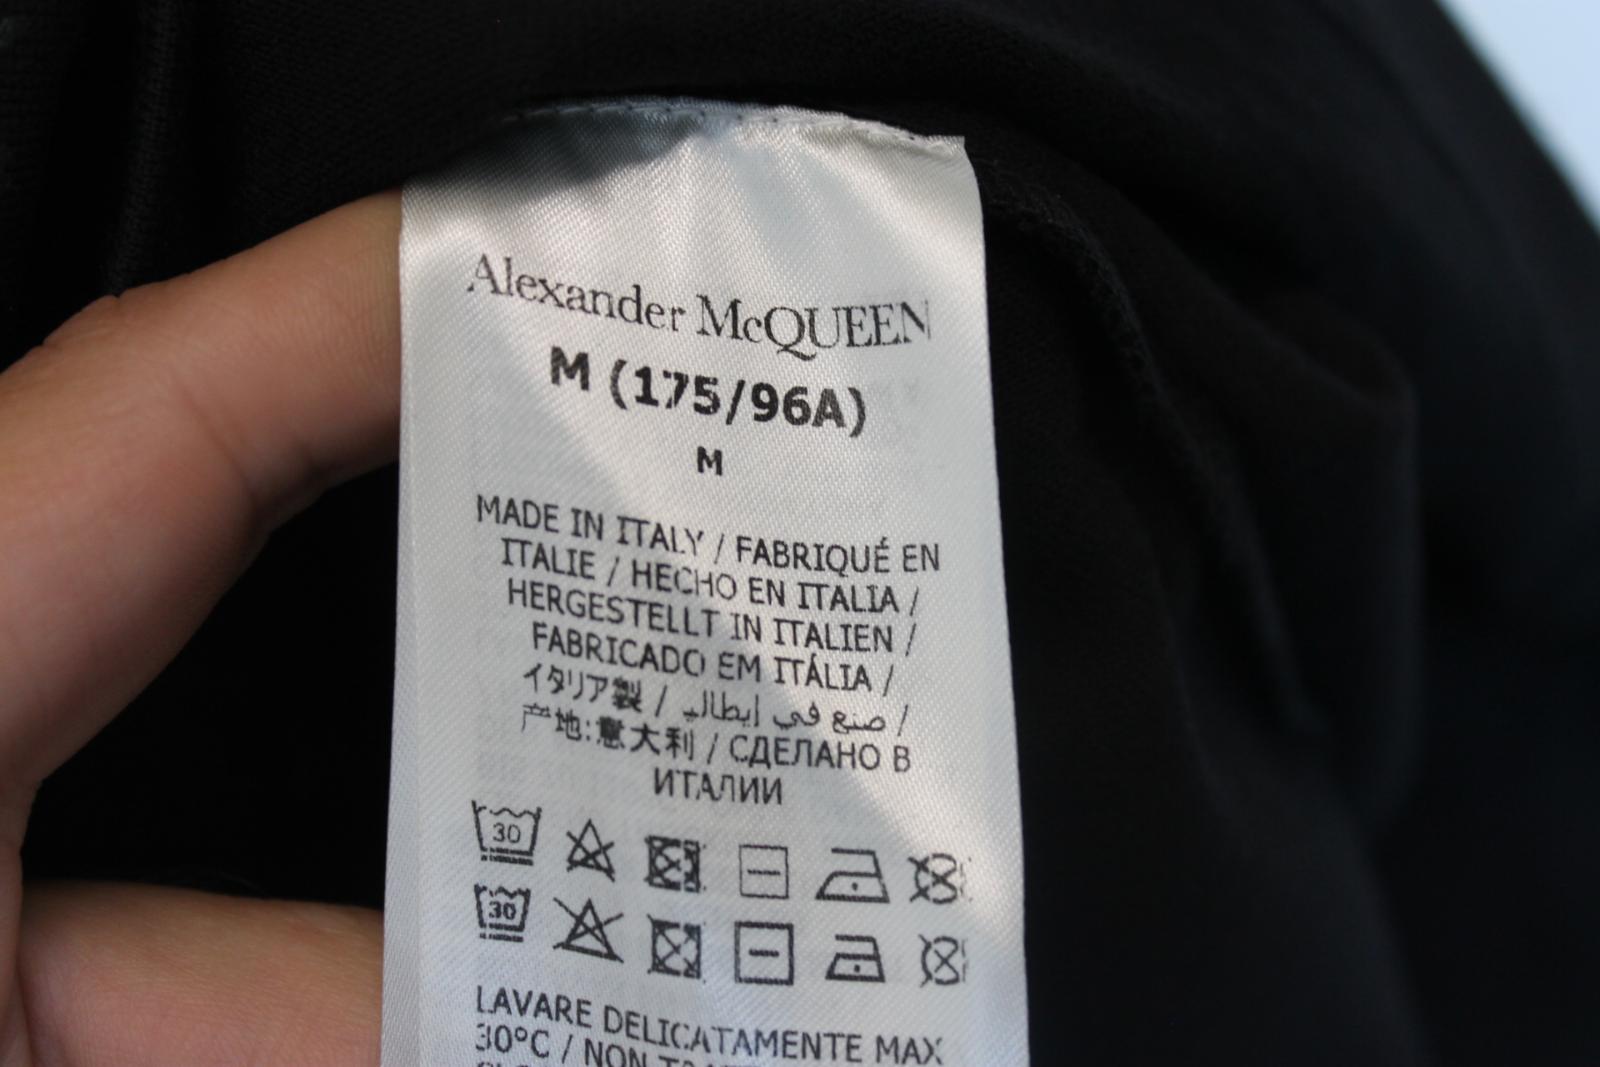 Alexander McQUEEN
M (175/96A)
M
MADE IN ITALY / FABRIQUÉ EN
ITALIE / HECHO EN ITALIA /
HERGESTELLT IN ITALIEN /
FABRICADO EM ITÁLIA /
イタリア製 / صنع في إيطاليا /
产地:意大利 / СДЕЛАНО В
ИТАЛИИ
30
30
LAVARE DELICATAMENTE MAX
30°C / NON